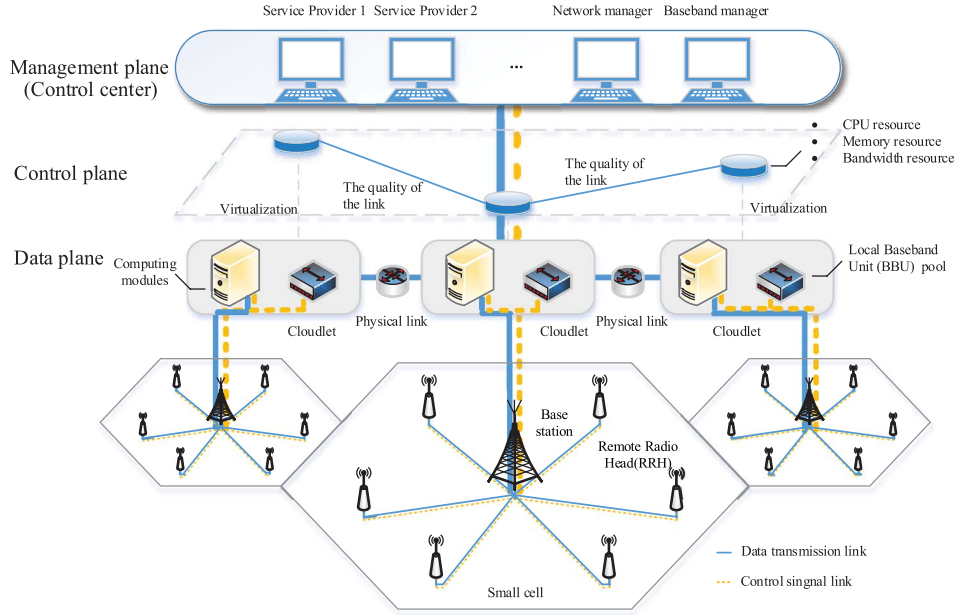 Service Provider 1
Service Provider 2
Network manager
Baseband manager
Management plane
(Control center)
...
• CPU resource
• Memory resource
• Bandwidth resource
Control plane
The quality of
the link
The quality of
the link
Virtualization
Virtualization
Data plane
Computing
modules
Local Baseband
Unit (BBU) pool
Physical link
Physical link
Cloudlet
Cloudlet
Cloudlet
Base
station
Remote Radio
Head(RRH)
Small cell
Data transmission link
Control singnal link